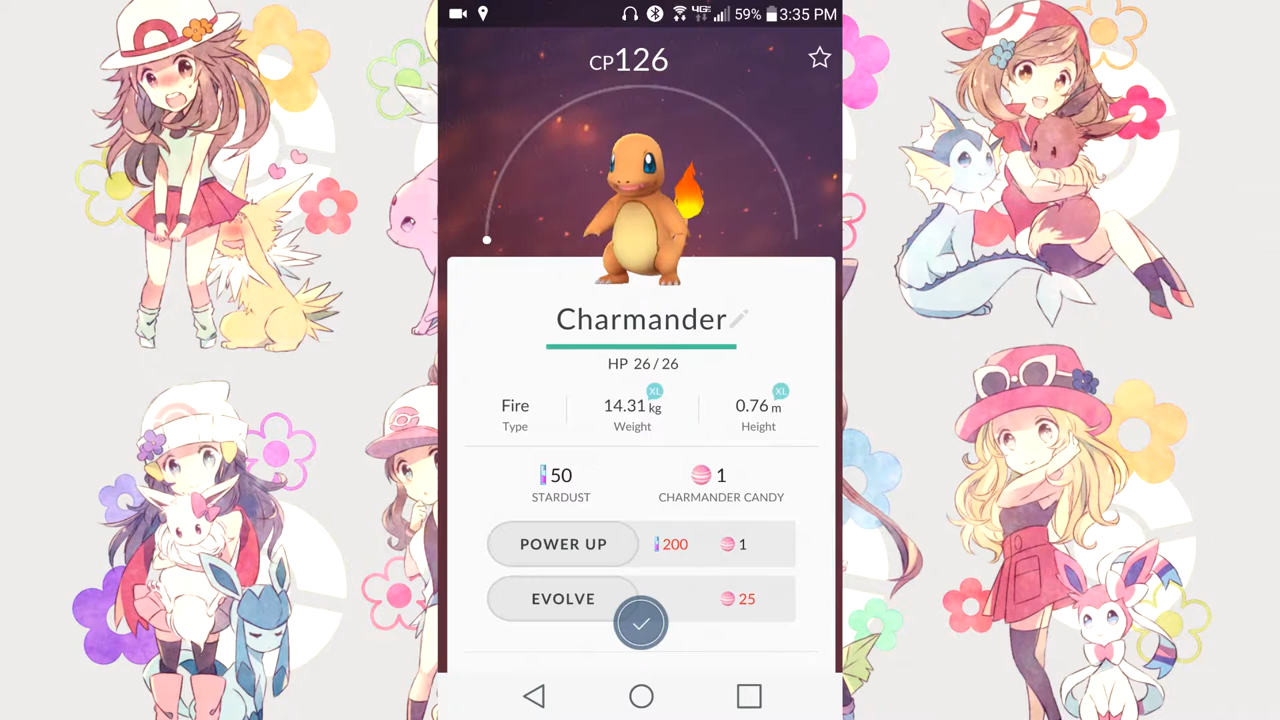 4G LTE 59% 3:35 PM
CP126
Charmander
HP 26 / 26
XL XL
Fire 14.31 kg 0.76 m
Type Weight Height
50 1
STARDUST CHARMANDER CANDY
POWER UP 200 1
EVOLVE 25